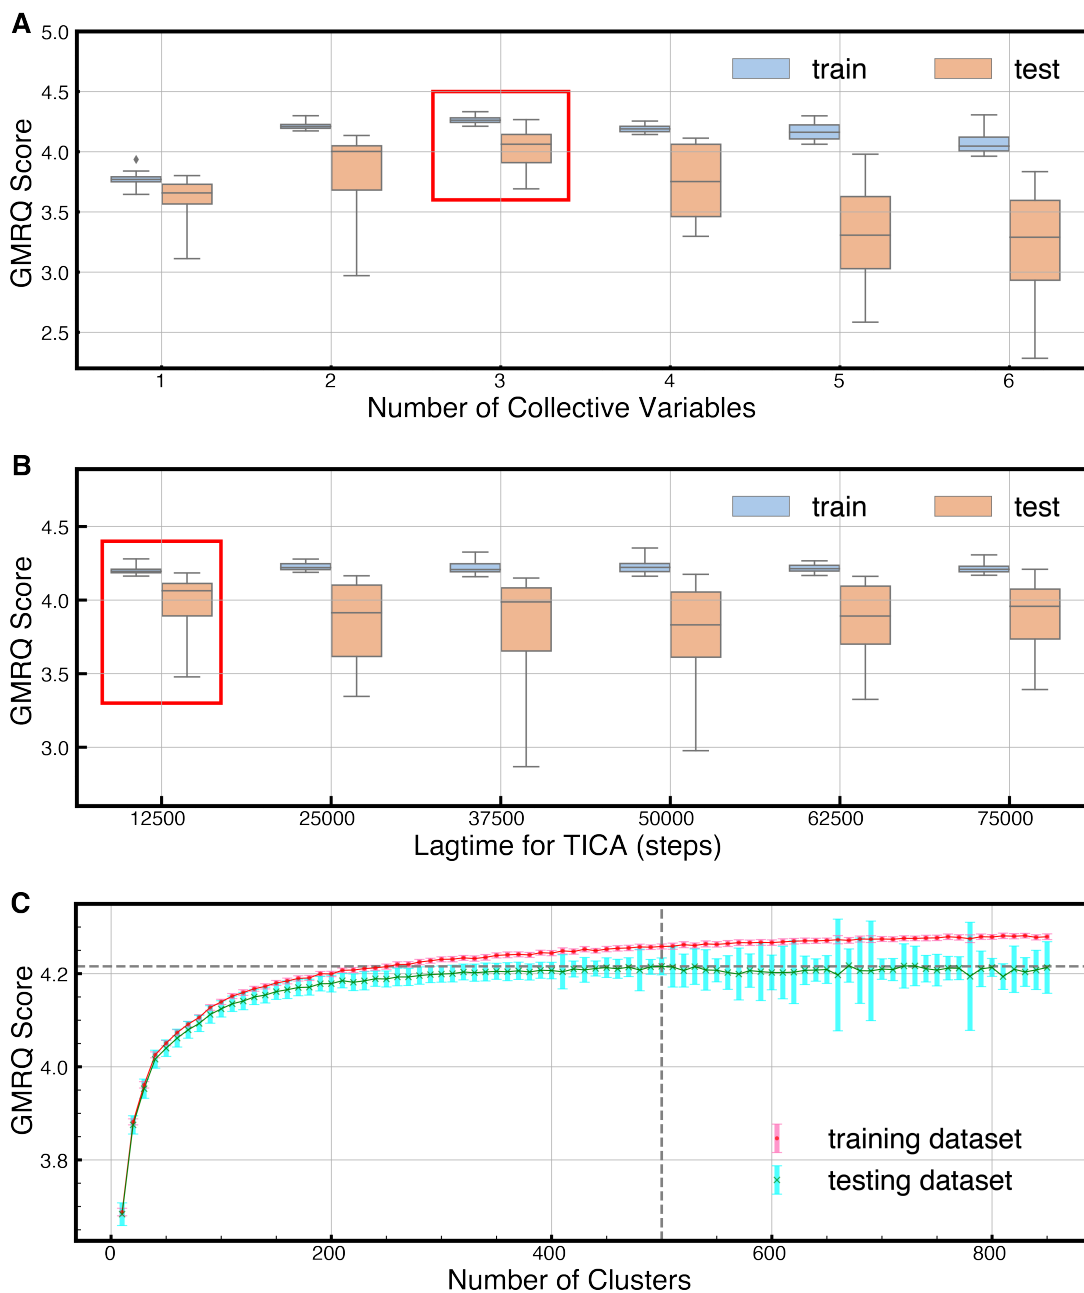 A
5.0
4.5
4.0
3.5
3.0
2.5
GMRQ Score
train
test
1 2 3 4 5 6
Number of Collective Variables
B
4.5
4.0
3.5
3.0
GMRQ Score
train
test
12500 25000 37500 50000 62500 75000
Lagtime for TICA (steps)
C
4.2
4.0
3.8
GMRQ Score
training dataset
testing dataset
0 200 400 600 800
Number of Clusters